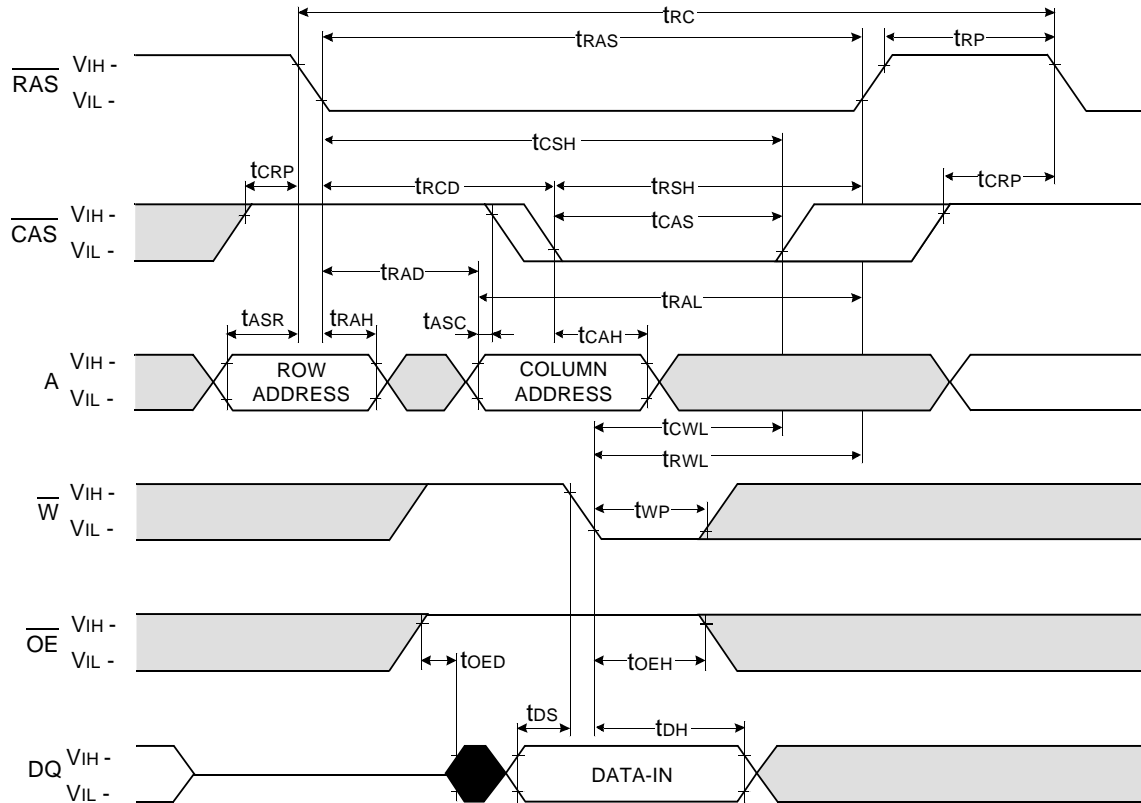 tRC
tRAS
tRP
RAS
VIH -
VIL -
tCSH
tCRP
tRCD
tRSH
tCRP
CAS
VIH -
VIL -
tCAS
tRAD
tRAL
tASR
tRAH
tASC
tCAH
A
VIH -
VIL -
ROW
ADDRESS
COLUMN
ADDRESS
tCWL
tRWL
W
VIH -
VIL -
tWP
OE
VIH -
VIL -
tOED
tOEH
tDS
tDH
DQ
VIH -
VIL -
DATA-IN